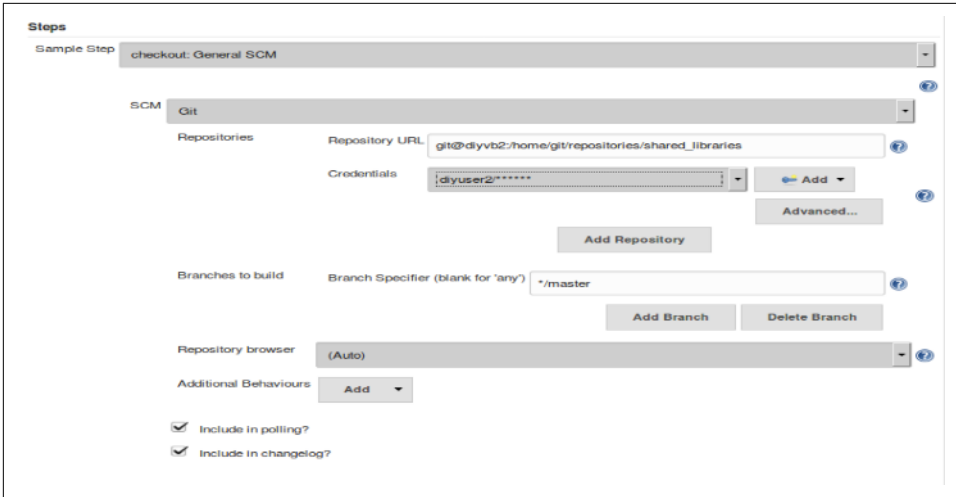 Steps
Sample Step checkout: General SCM
SCM Git
Repositories Repository URL git@diyvb2:/home/git/repositories/shared_libraries
Credentials diyuser2/****** Add
Advanced...
Add Repository
Branches to build Branch Specifier (blank for 'any') */master
Add Branch Delete Branch
Repository browser (Auto)
Additional Behaviours Add
Include in polling?
Include in changelog?